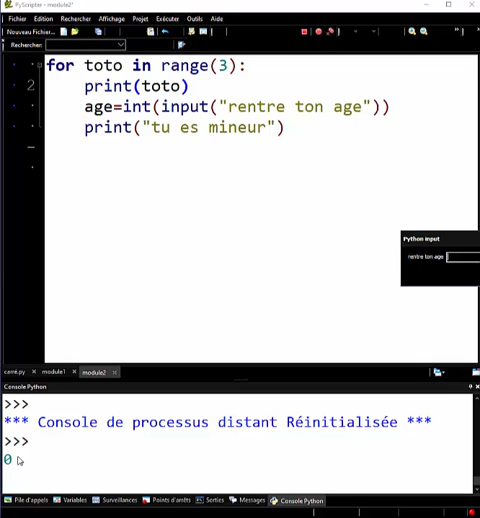 PyScripter - module2*
Fichier Edition Rechercher Affichage Projet Exécuter Outils Aide
Nouveau Fichier...
Rechercher:
for toto in range(3):
2 print(toto)
age=int(input("rentre ton age"))
print("tu es mineur")
Python Input
rentre ton age
carré.py module1 module2
Console Python
>>>
*** Console de processus distant Réinitialisée ***
>>>
0
Pile d'appels Variables Surveillances Points d'arrêts Sorties Messages Console Python